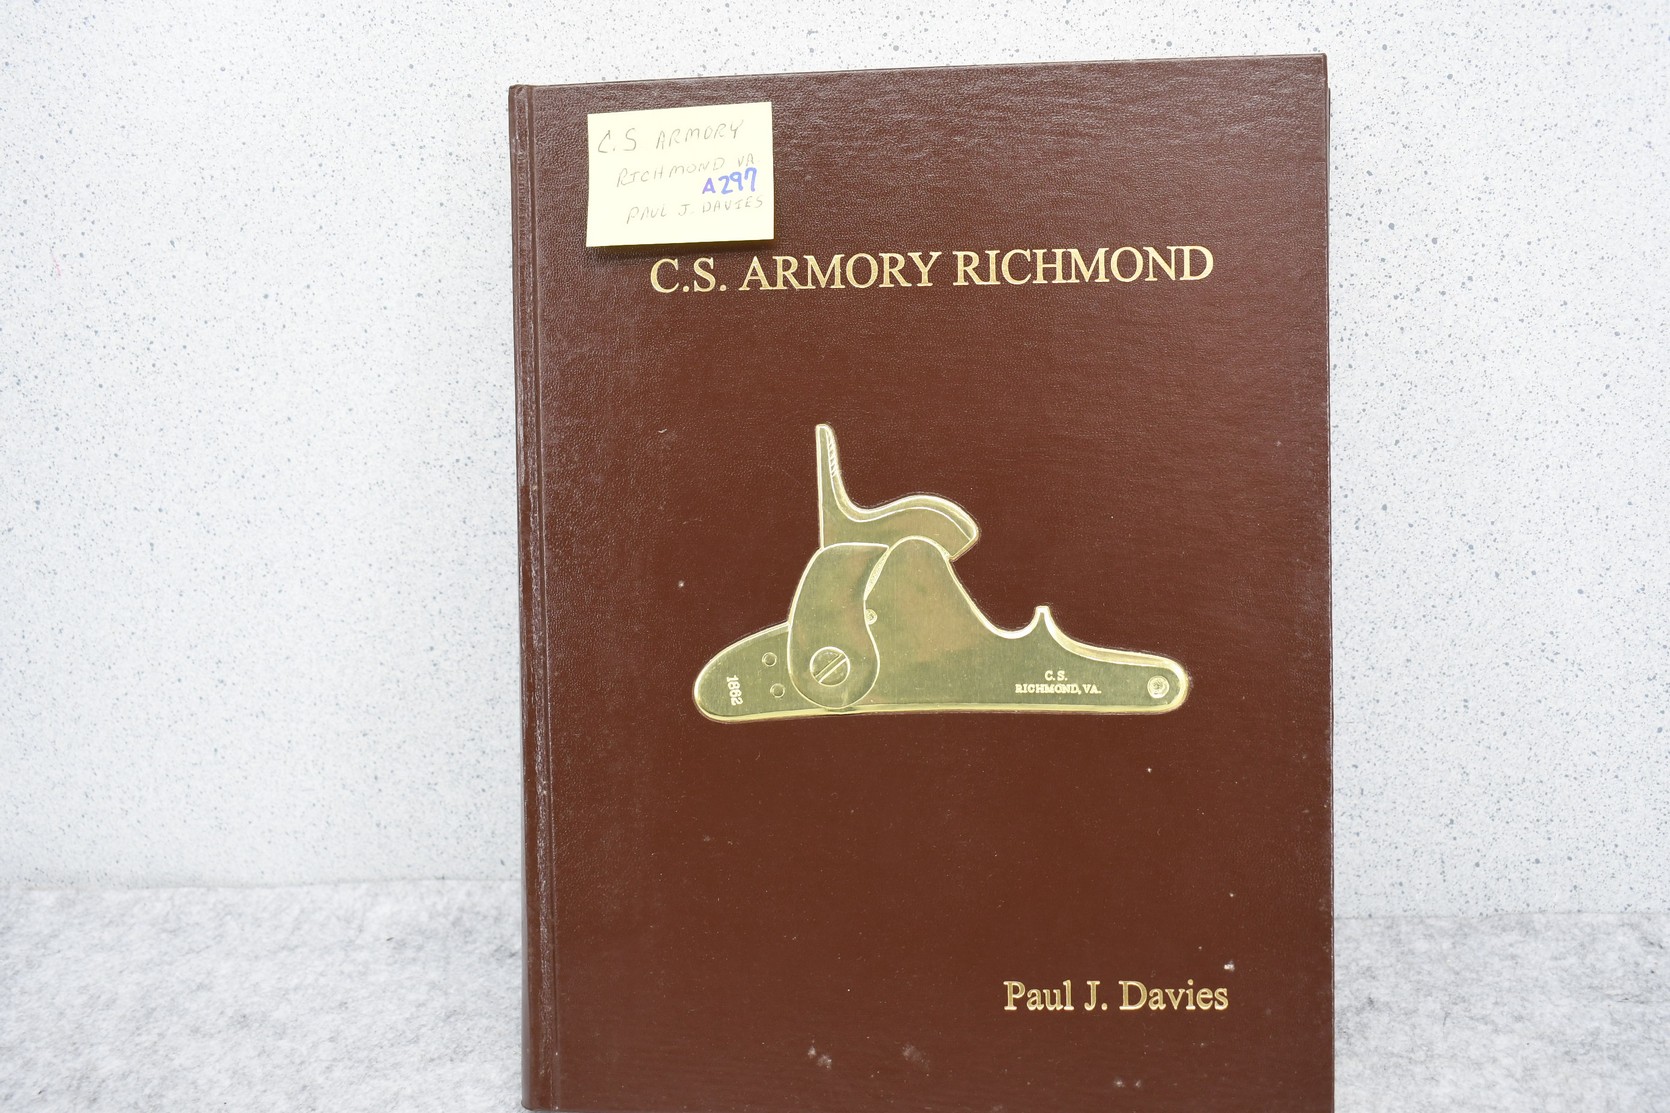 C.S ARMORY
RICHMOND VA
A297
PAUL J. DAVIES
C.S. ARMORY RICHMOND
1862
C.S.
RICHMOND, VA.
Paul J. Davies